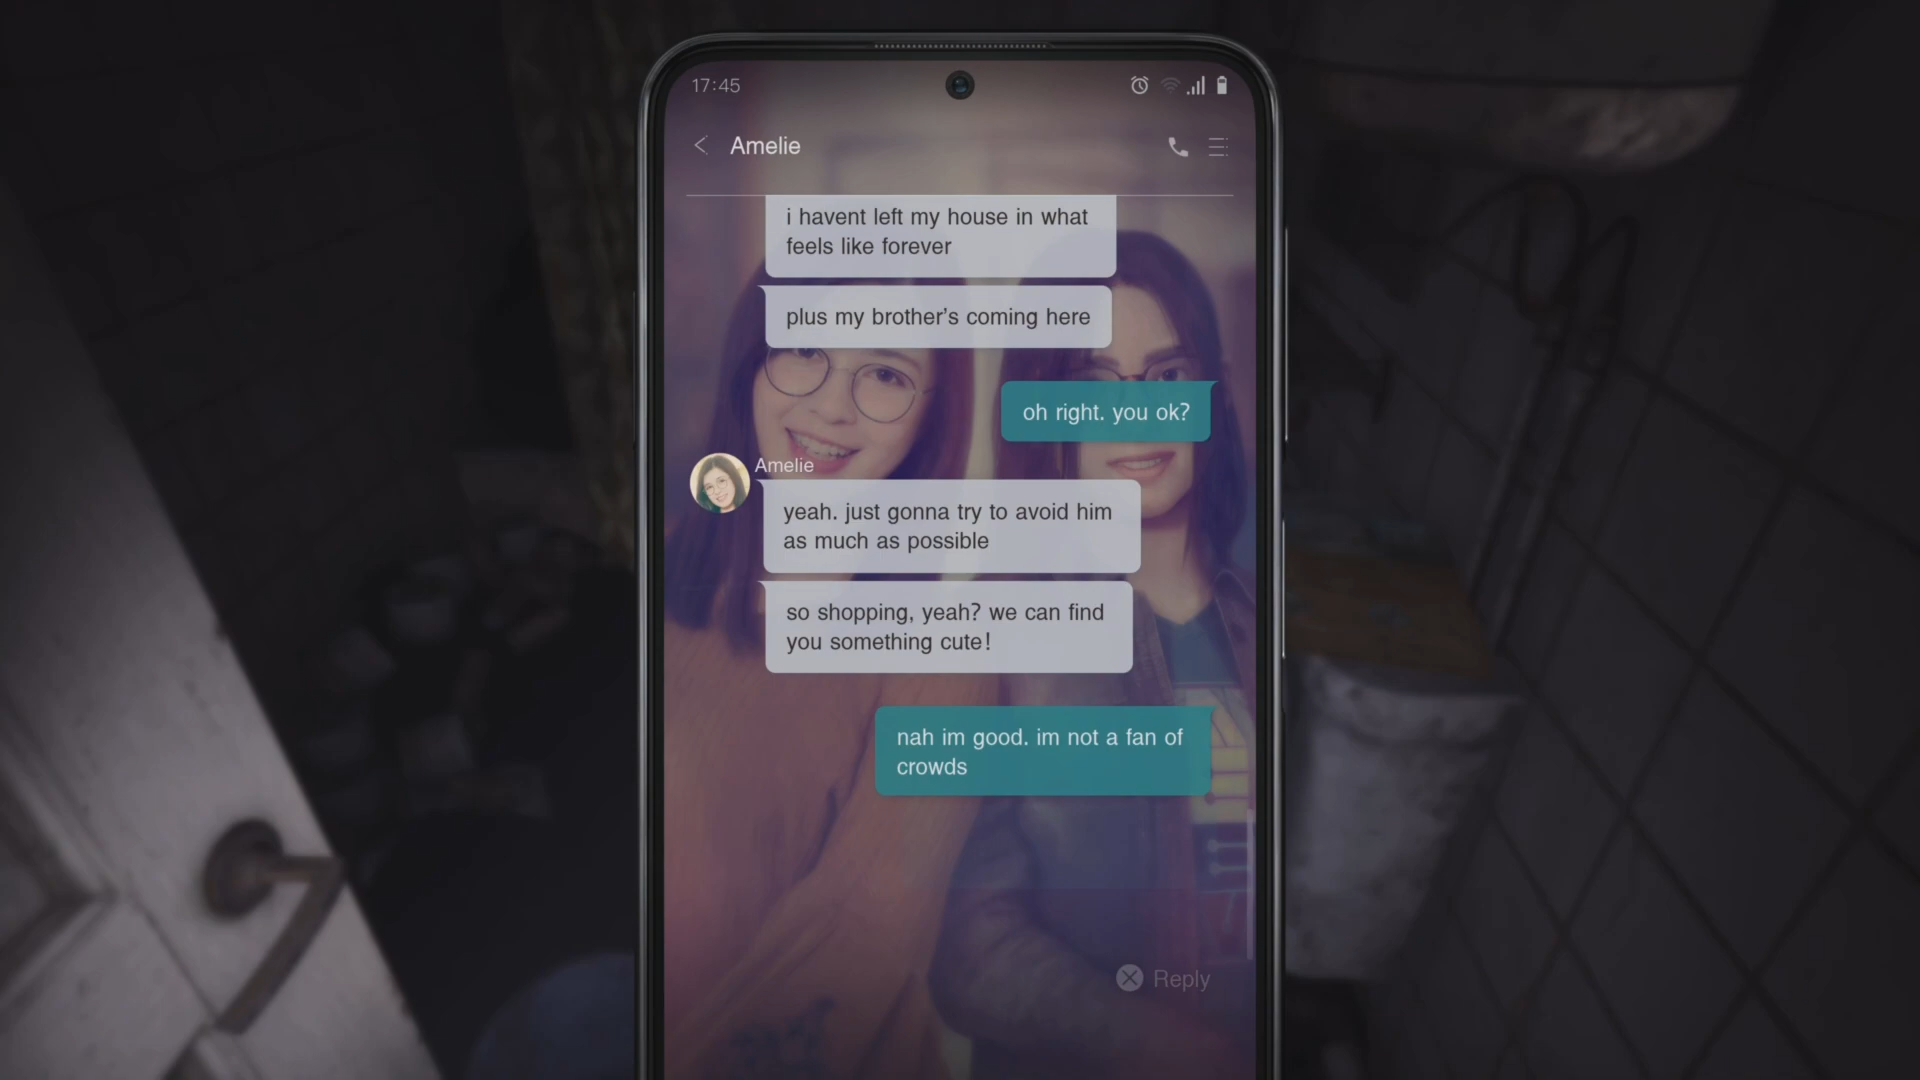 17:45
Amelie
i havent left my house in what
feels like forever
plus my brother’s coming here
oh right. you ok?
Amelie
yeah. just gonna try to avoid him
as much as possible
so shopping, yeah? we can find
you something cute!
nah im good. im not a fan of
crowds
Reply